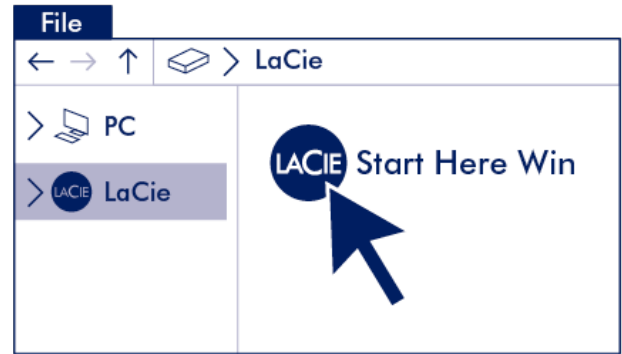 File
LaCie
PC
LACIE LaCie
LACIE Start Here Win